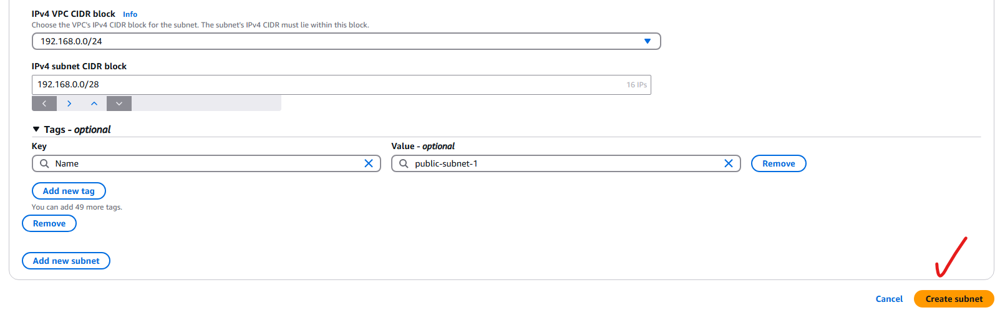 IPv4 VPC CIDR block Info
Choose the VPC's IPv4 CIDR block for the subnet. The subnet's IPv4 CIDR must lie within this block.
192.168.0.0/24
IPv4 subnet CIDR block
192.168.0.0/28 16 IPs
Tags - optional
Key Value - optional
Name public-subnet-1 Remove
Add new tag
You can add 49 more tags.
Remove
Add new subnet
Cancel Create subnet